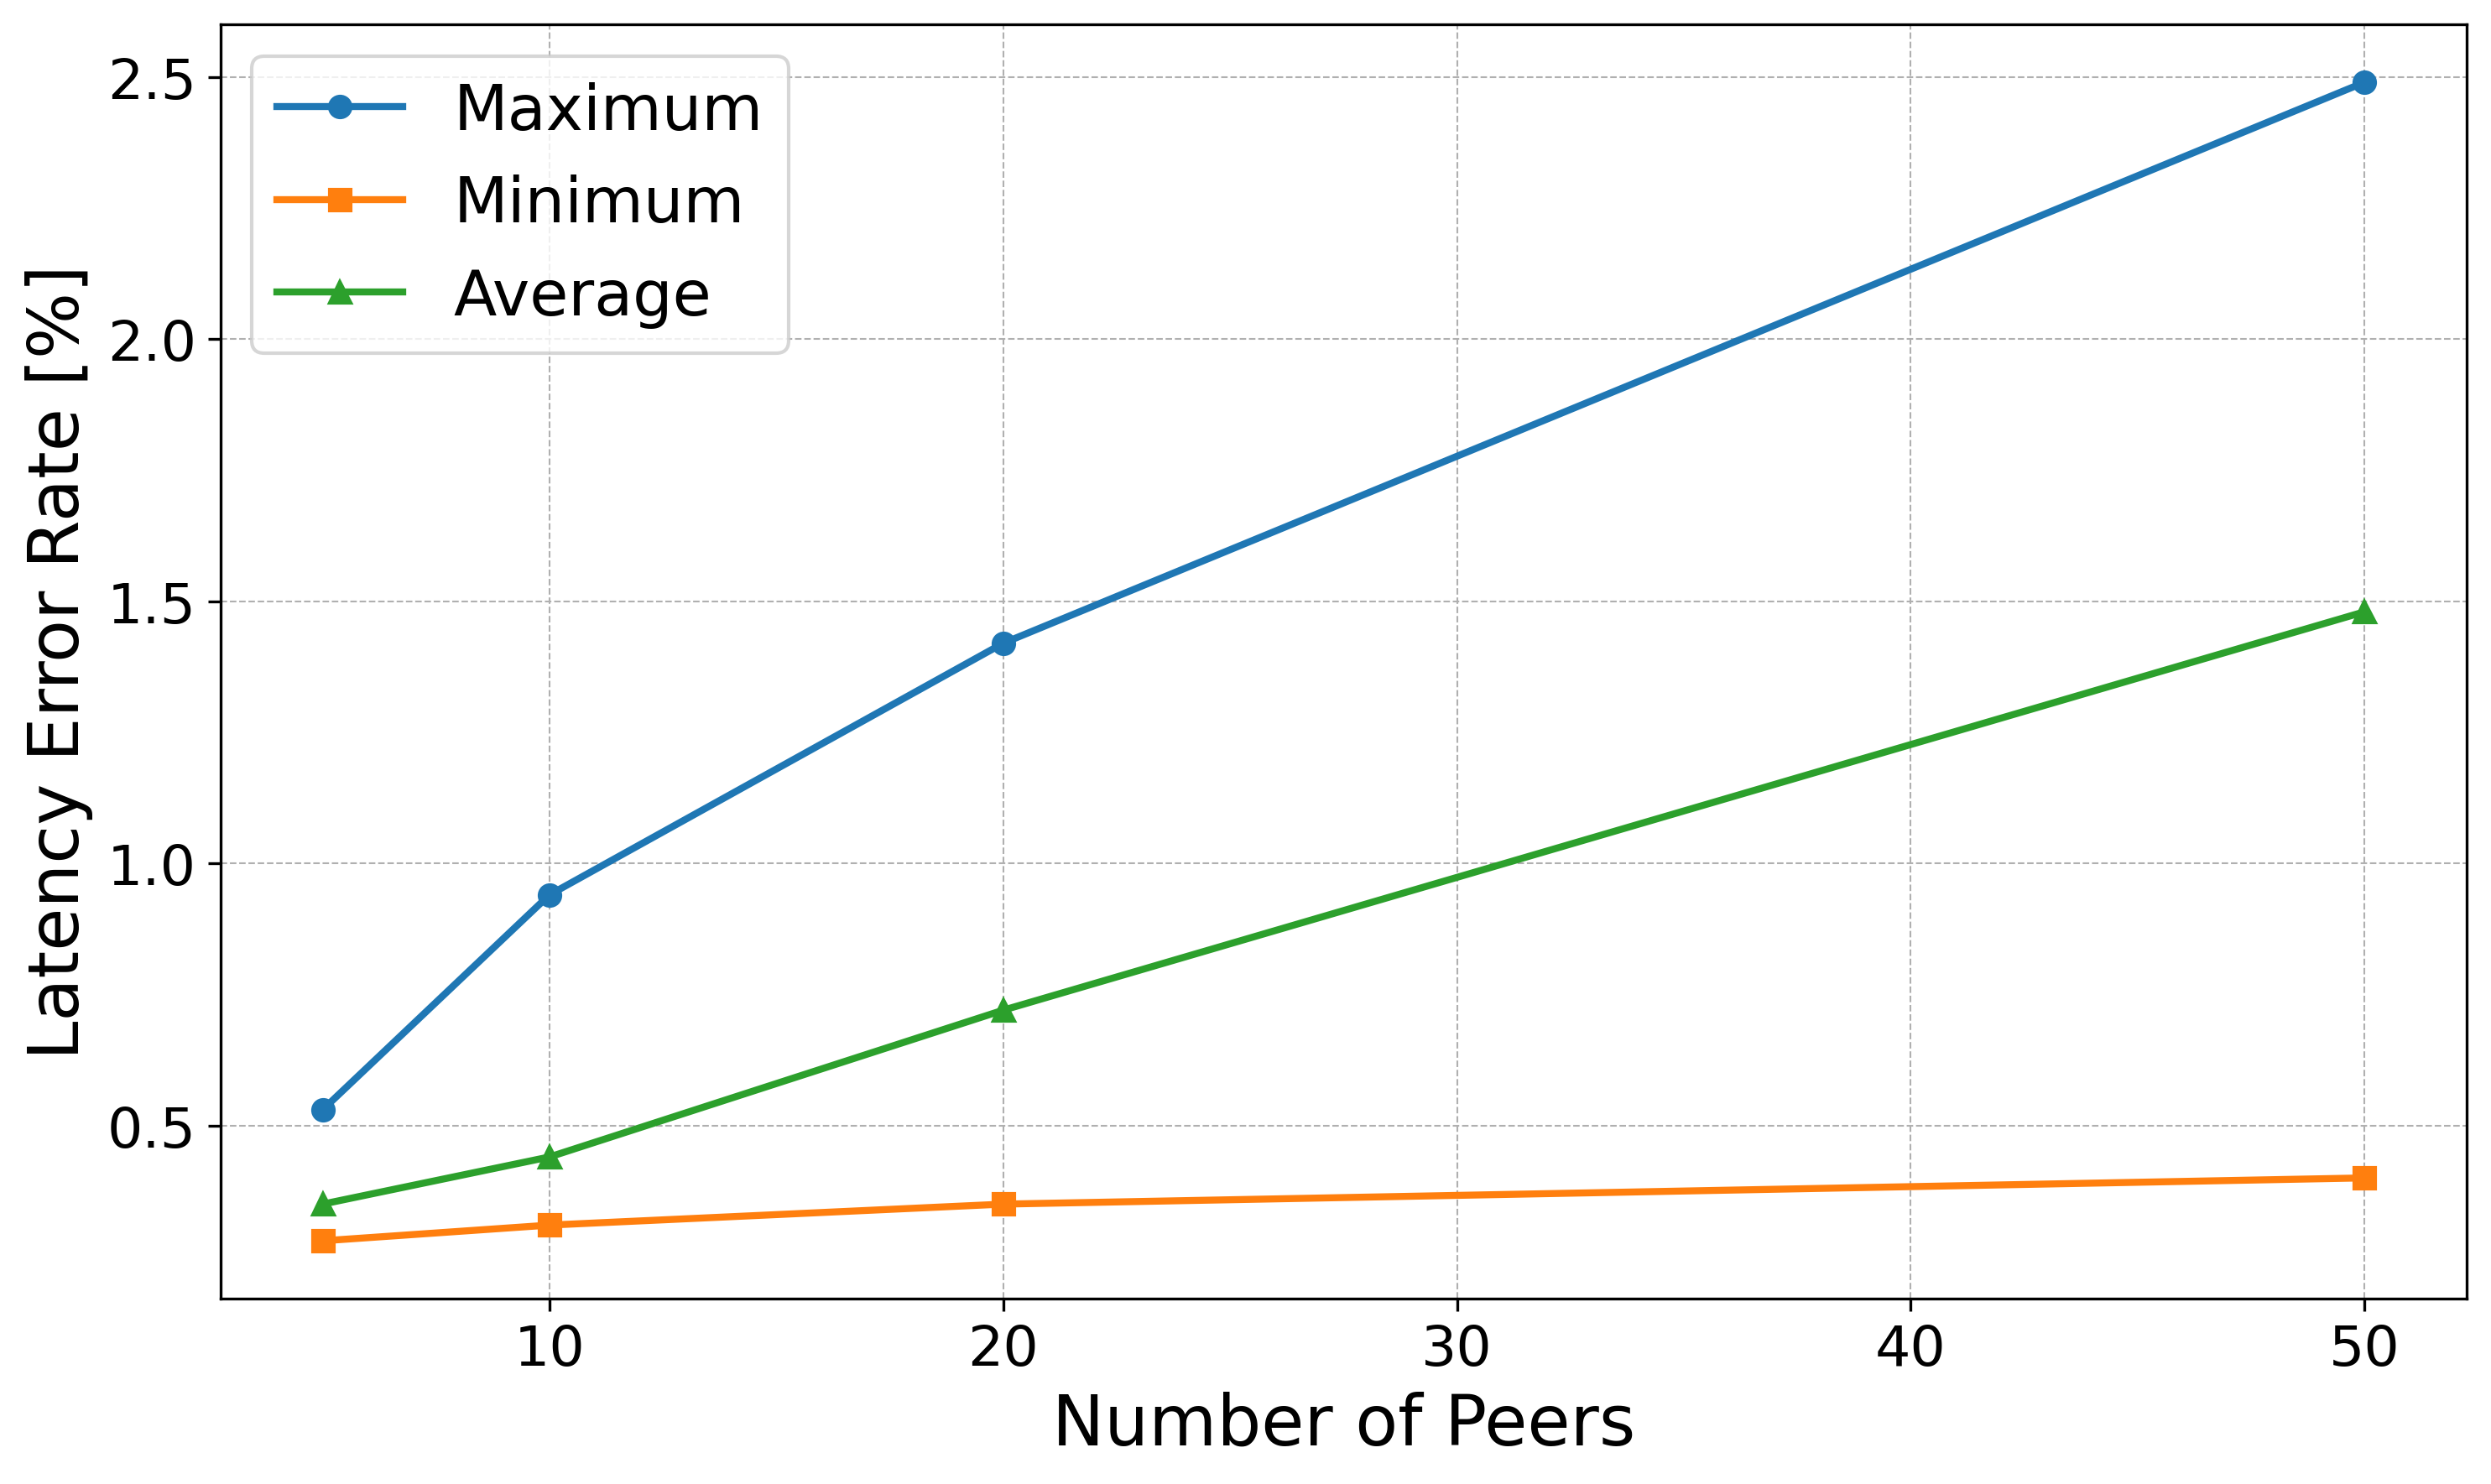 Maximum
Minimum
Average
2.5
2.0
1.5
1.0
0.5
Latency Error Rate [%]
10 20 30 40 50
Number of Peers